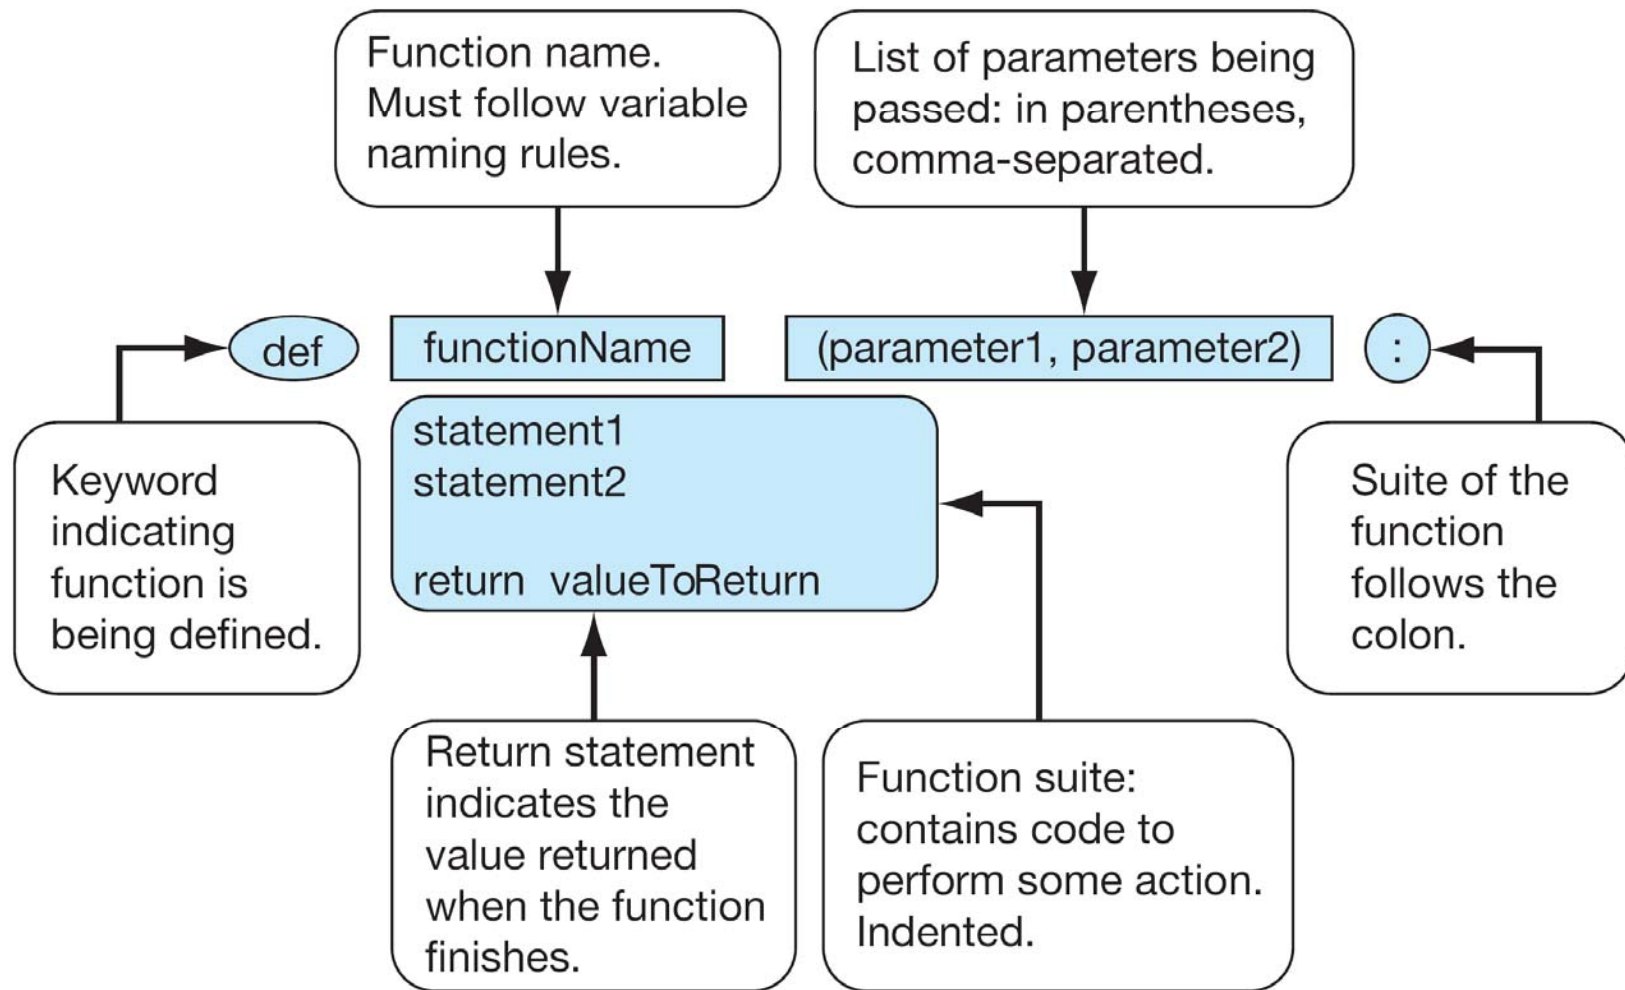 Function name.
Must follow variable
naming rules.
List of parameters being
passed: in parentheses,
comma-separated.
def functionName (parameter1, parameter2) :
statement1
statement2
return valueToReturn
Keyword
indicating
function is
being defined.
Suite of the
function
follows the
colon.
Return statement
indicates the
value returned
when the function
finishes.
Function suite:
contains code to
perform some action.
Indented.